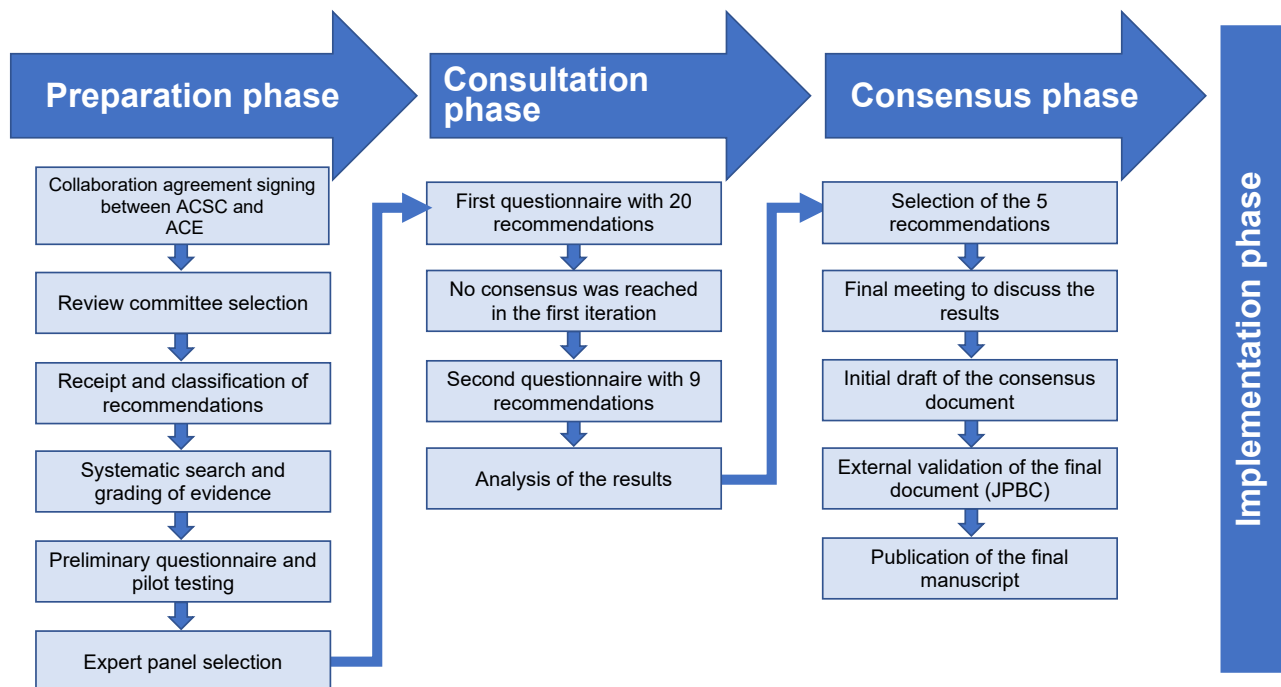 Preparation phase
Collaboration agreement signing
between ACSC and
ACE
Review committee selection
Receipt and classification of
recommendations
Systematic search and
grading of evidence
Preliminary questionnaire and
pilot testing
Expert panel selection
Consultation
phase
First questionnaire with 20
recommendations
No consensus was reached
in the first iteration
Second questionnaire with 9
recommendations
Analysis of the results
Consensus phase
Selection of the 5
recommendations
Final meeting to discuss the
results
Initial draft of the consensus
document
External validation of the final
document (JPBC)
Publication of the final
manuscript
Implementation phase